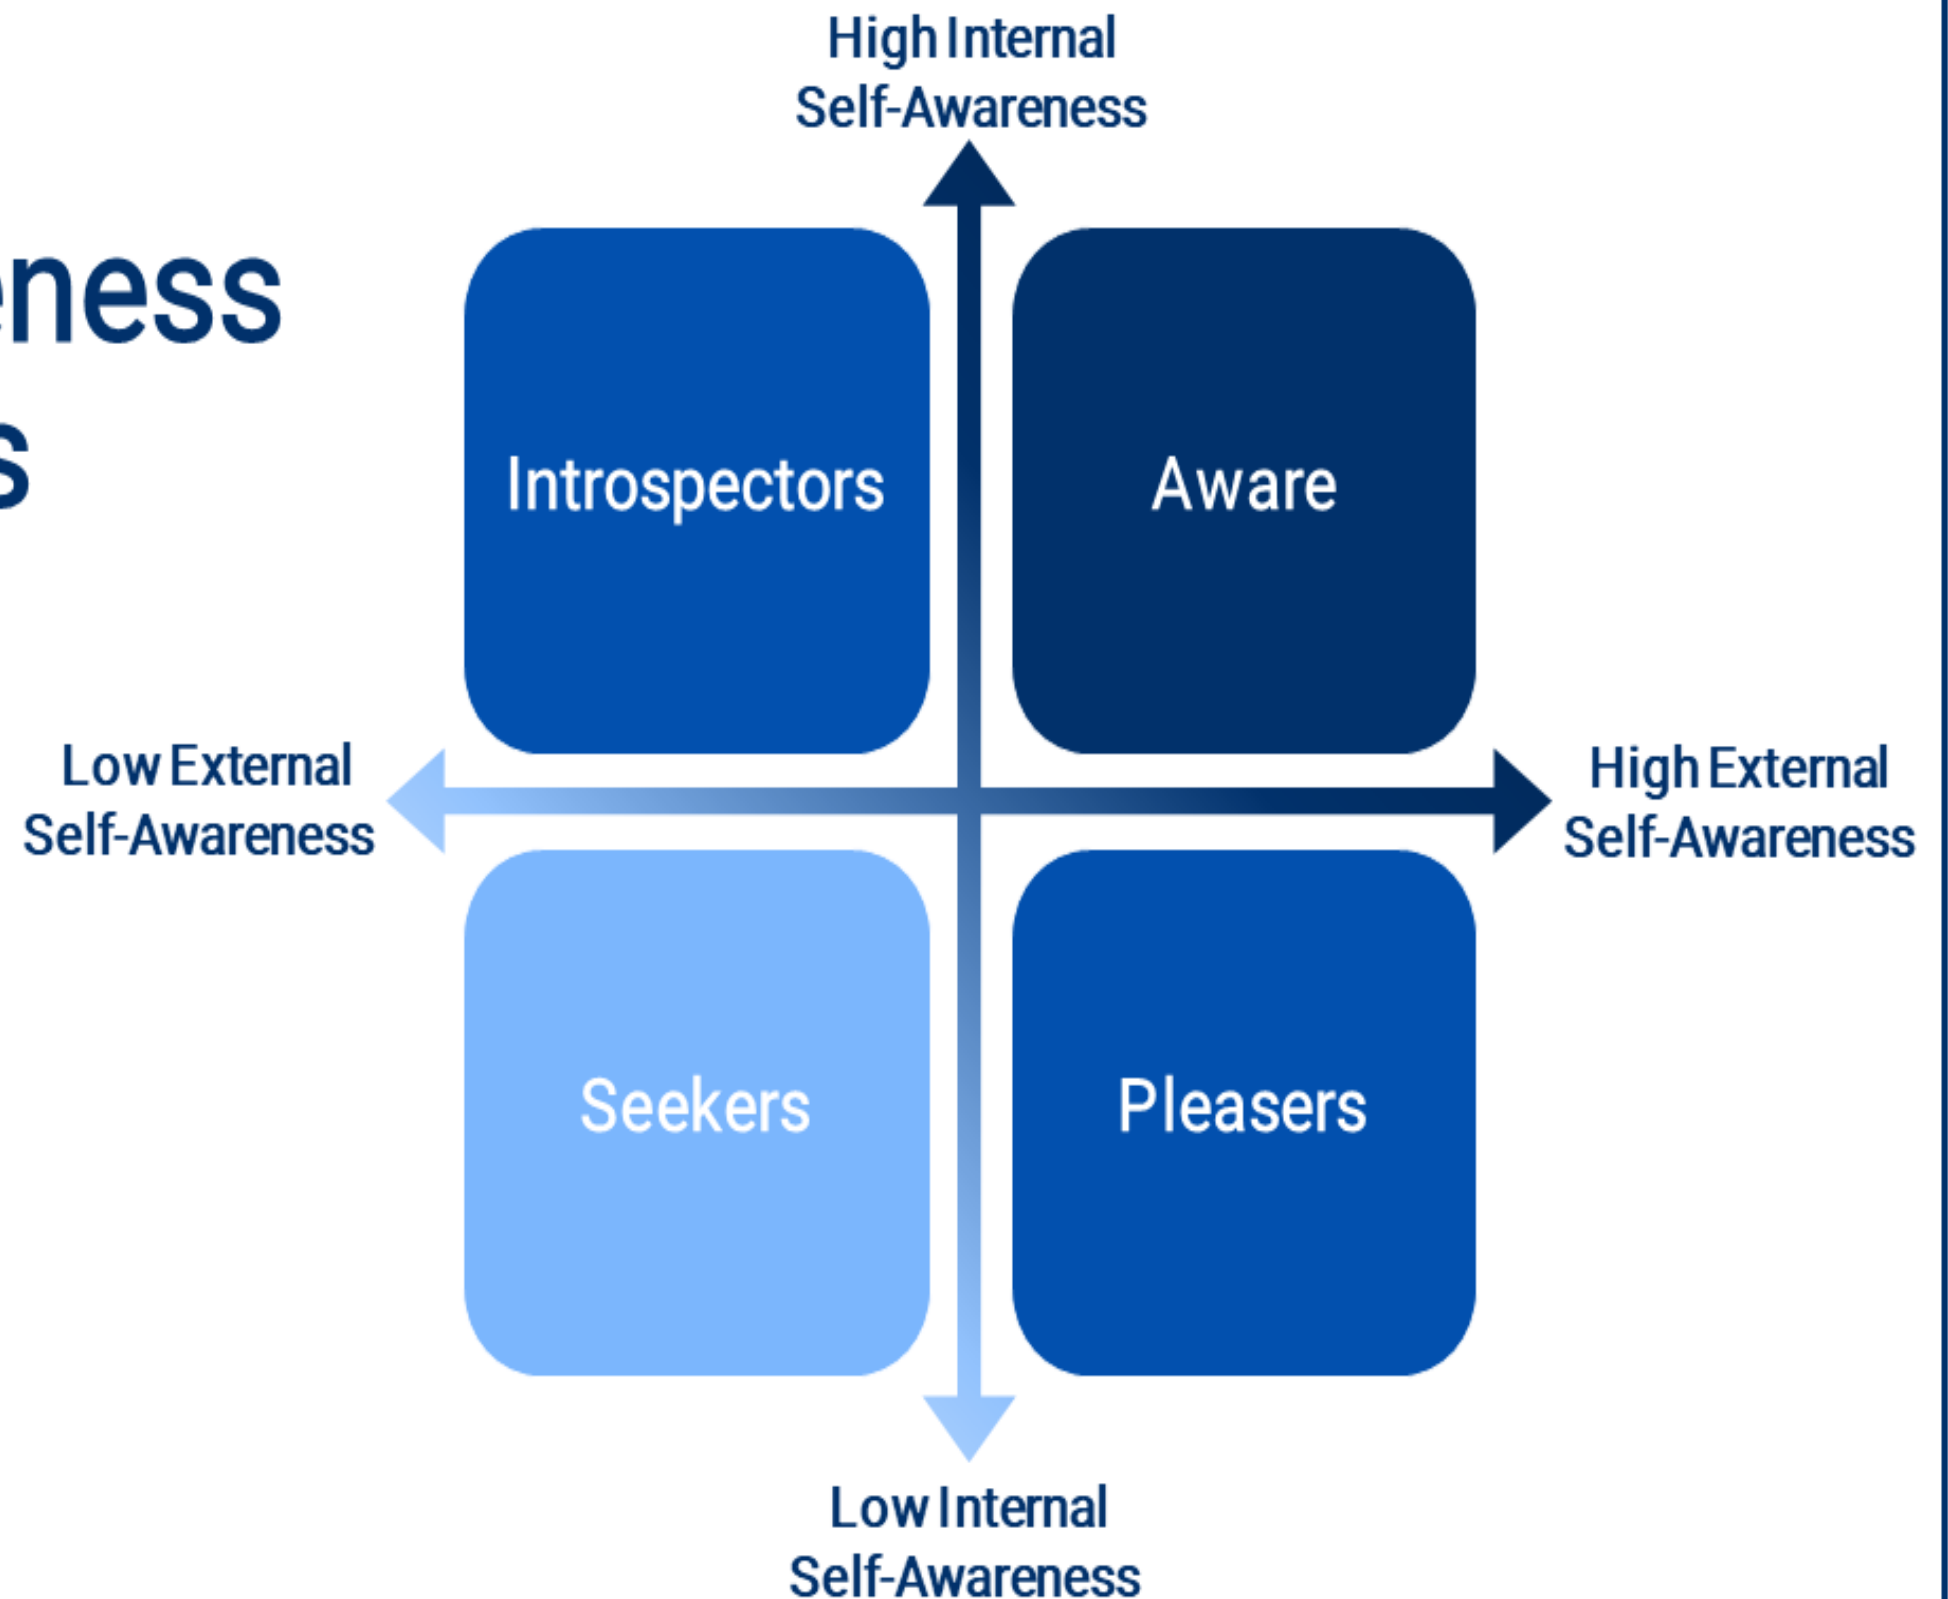 High Internal
Self-Awareness
eness
s
Introspectors
Aware
Low External
Self-Awareness
High External
Self-Awareness
Seekers
Pleasers
Low Internal
Self-Awareness